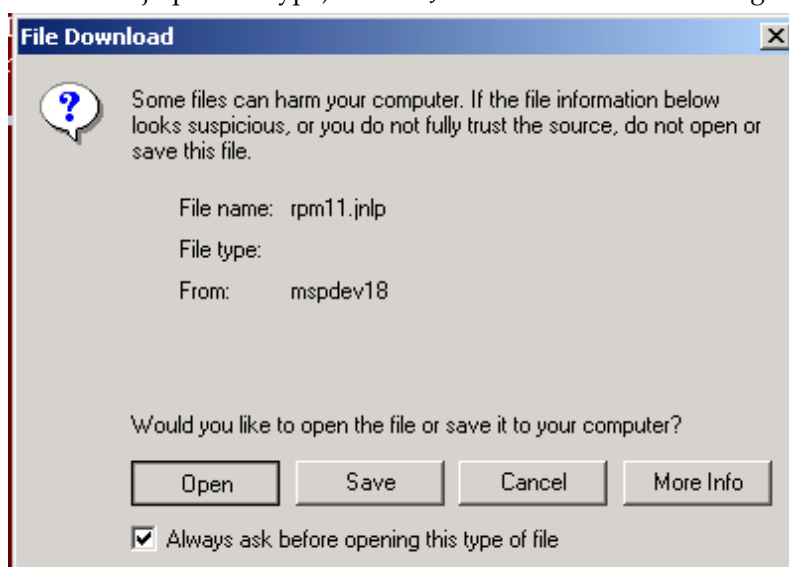 File Download
Some files can harm your computer. If the file information below
looks suspicious, or you do not fully trust the source, do not open or
save this file.
File name: rpm11.jnlp
File type:
From: mspdev18
Would you like to open the file or save it to your computer?
Open Save Cancel More Info
Always ask before opening this type of file